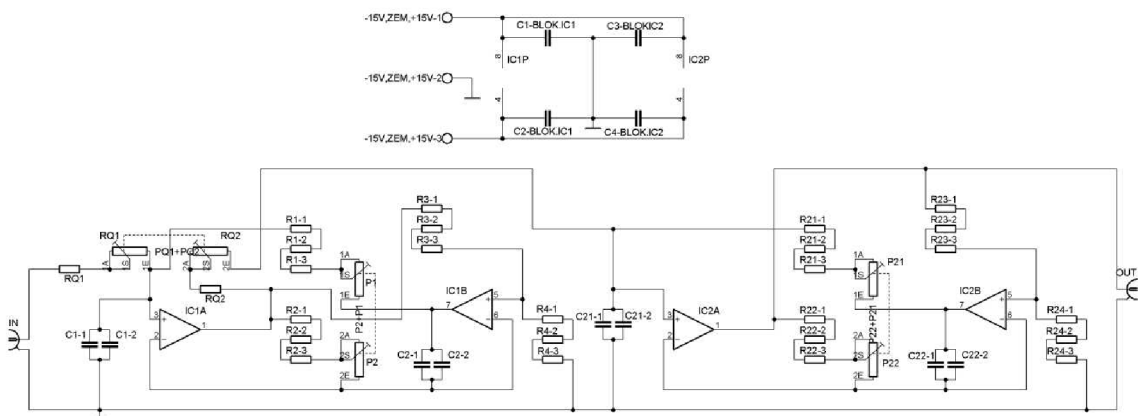 -15V,ZEM,+15V-1
C1-BLOK.IC1
C3-BLOKIC2
8
IC1P
8
IC2P
-15V,ZEM,+15V-2
4
4
C2-BLOK.IC1
C4-BLOK.IC2
-15V,ZEM,+15V-3
RQ1
PQ1+PQ2
RQ2
1A
1S
1E
2A
2S
2E
RQ1
RQ2
R1-1
R1-2
R1-3
R3-1
R3-2
R3-3
1A
1S
1E
P1
P2+P1
IN
C1-1
C1-2
3
2
IC1A
1
R2-1
R2-2
R2-3
2A
2S
2E
P2
IC1B
7
5
6
C2-1
C2-2
R4-1
R4-2
R4-3
R21-1
R21-2
R21-3
R23-1
R23-2
R23-3
1A
1S
1E
P21
P22+P21
C21-1
C21-2
3
2
IC2A
1
R22-1
R22-2
R22-3
2A
2S
2E
P22
IC2B
7
5
6
C22-1
C22-2
R24-1
R24-2
R24-3
OUT